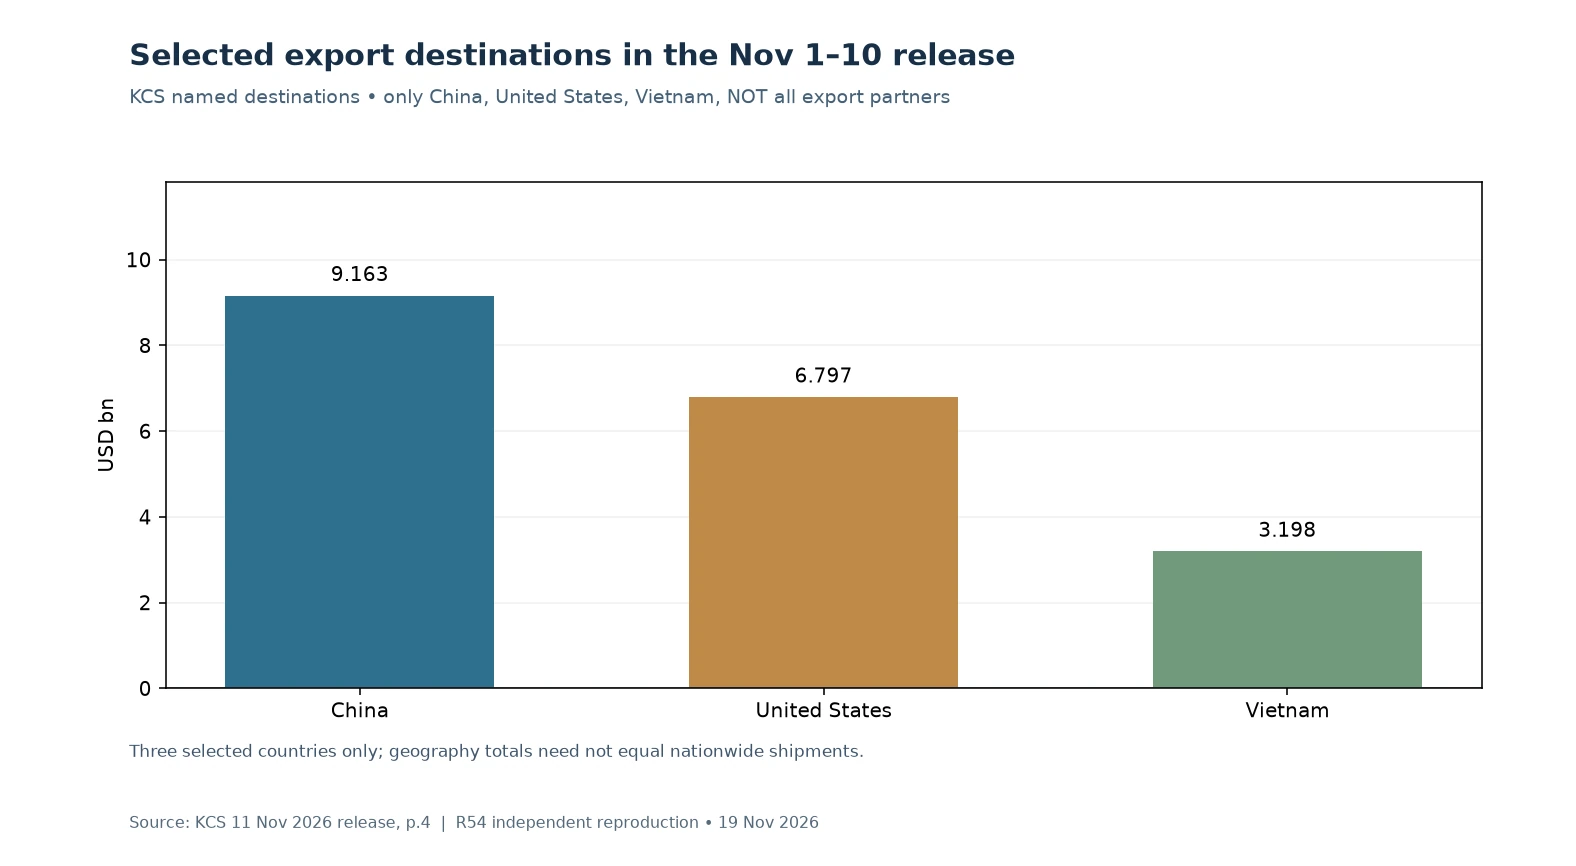 Selected export destinations in the Nov 1–10 release
KCS named destinations • only China, United States, Vietnam, NOT all export partners
USD bn
10
8
6
4
2
0
9.163
6.797
3.198
China
United States
Vietnam
Three selected countries only; geography totals need not equal nationwide shipments.
Source: KCS 11 Nov 2026 release, p.4 | R54 independent reproduction • 19 Nov 2026